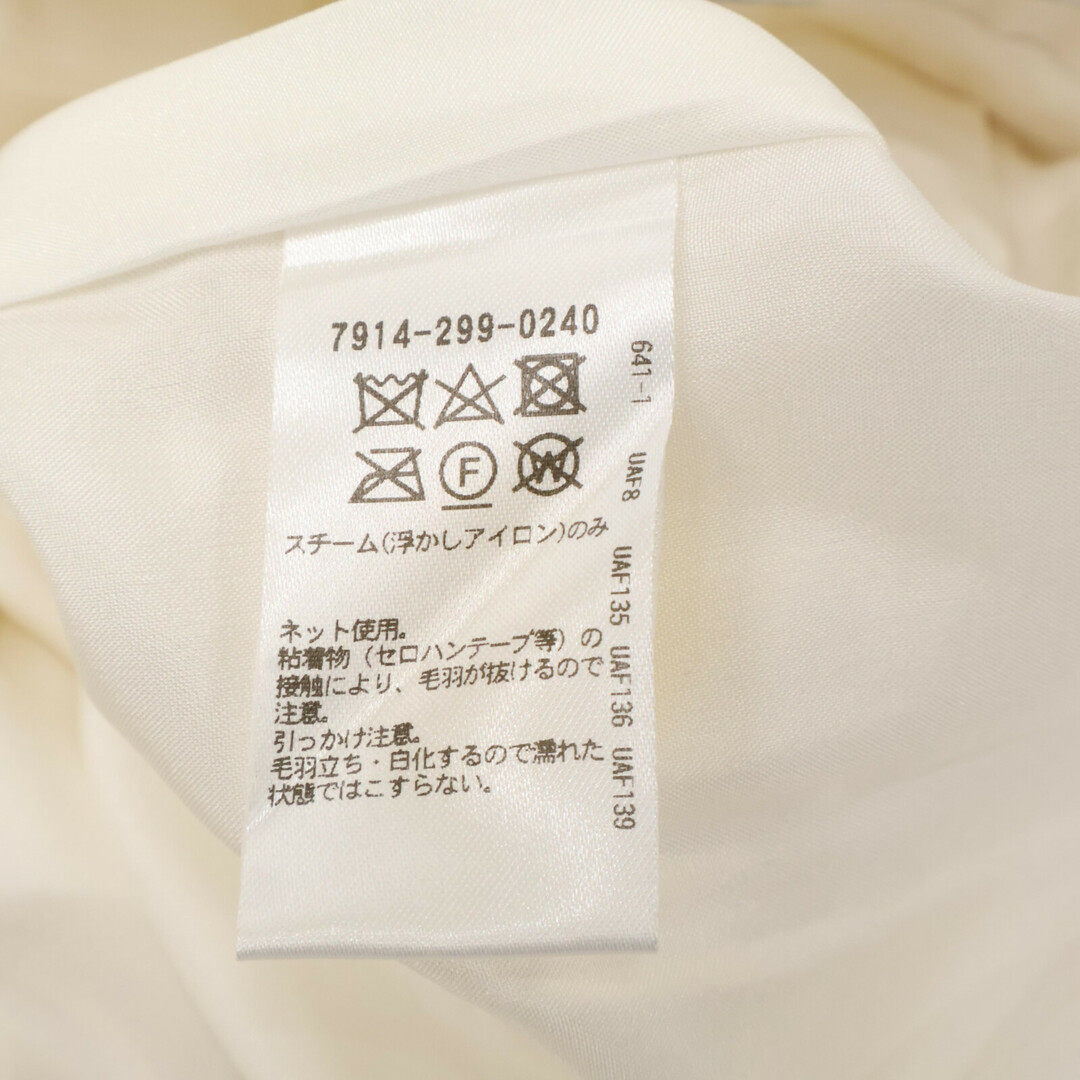 7914-299-0240
F W
スチーム(浮かしアイロン)のみ
ネット使用。
粘着物(セロハンテープ等)の
接触により、毛羽が抜けるので
注意。
引っかけ注意。
毛羽立ち・白化するので濡れた
状態ではこすらない。
641-1 UAF8 UAF135 UAF136 UAF139